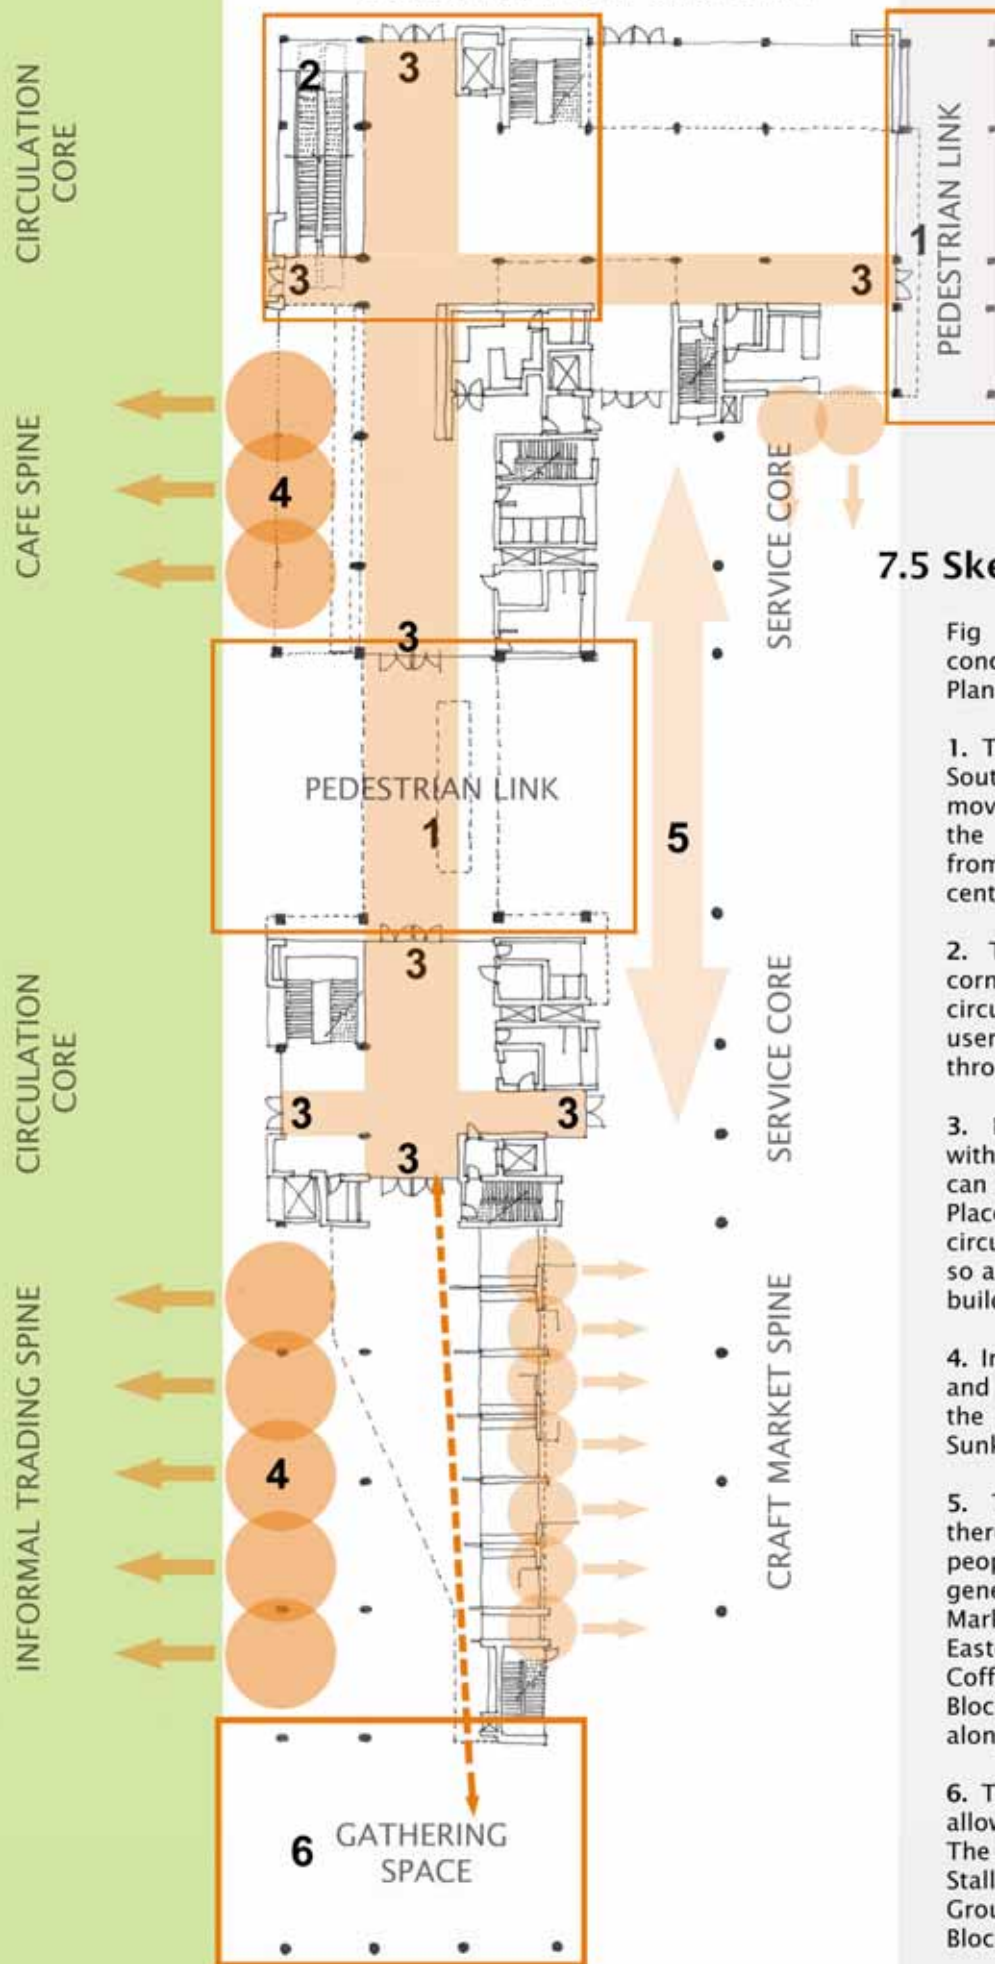 CIRCULATION
CORE
2
3
3
3
1
PEDESTRIAN LINK
CAFE SPINE
4
SERVICE CORE
3
PEDESTRIAN LINK
1
5
CIRCULATION
CORE
3
3
3
3
SERVICE CORE
INFORMAL TRADING SPINE
4
CRAFT MARKET SPINE
6
GATHERING
SPACE
7.5 Ske
Fig
conc
Plan
1. T
Sout
mov
the
from
cent
2. T
corn
circu
user
thro
3.
with
can
Place
circu
so a
build
4. In
and
the
Sunk
5. T
ther
peop
gene
Mark
East
Coff
Bloc
alon
6. T
allow
The
Stall
Grou
Bloc